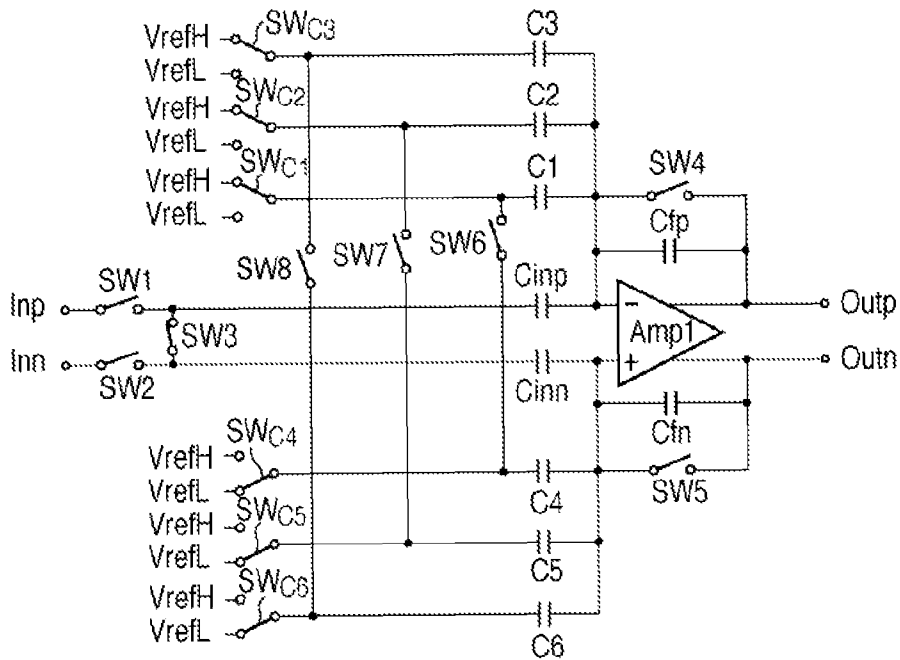 VrefH
SWC3
C3
VrefL
VrefH
SWC2
C2
VrefL
VrefH
SWC1
C1
SW4
VrefL
Cfp
SW8
SW7
SW6
Cinp
SW1
Inp
SW3
Amp1
Outp
Inn
SW2
Cinn
Outn
Cfn
VrefH
SWC4
VrefL
C4
SW5
VrefH
SWC5
VrefL
C5
VrefH
SWC6
VrefL
C6